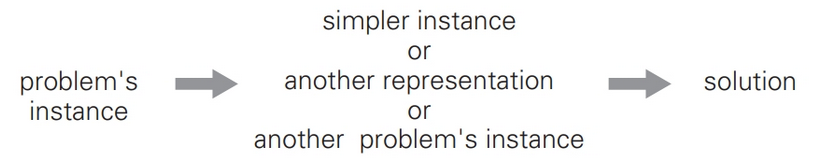 problem's
instance
simpler instance
or
another representation
or
another problem's instance
solution